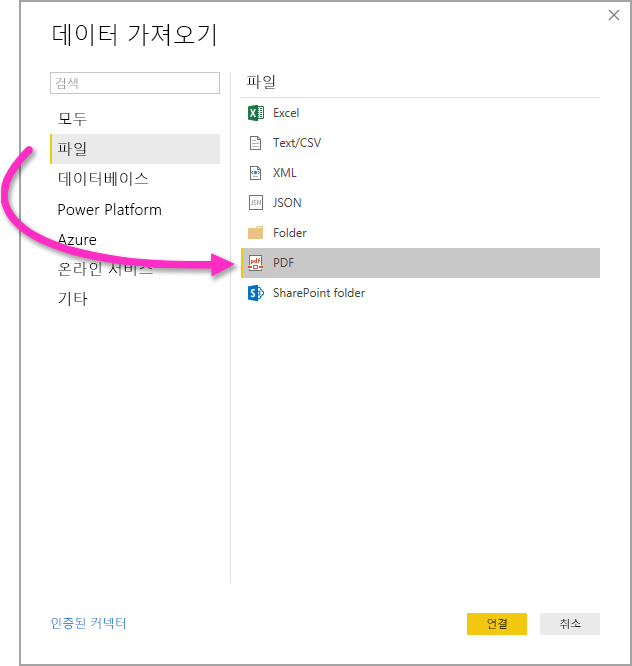 데이터 가져오기
검색
모두
파일
데이터베이스
Power Platform
Azure
온라인 서비스
기타
파일
Excel
Text/CSV
XML
JSON
Folder
PDF
SharePoint folder
인증된 커넥터
연결
취소